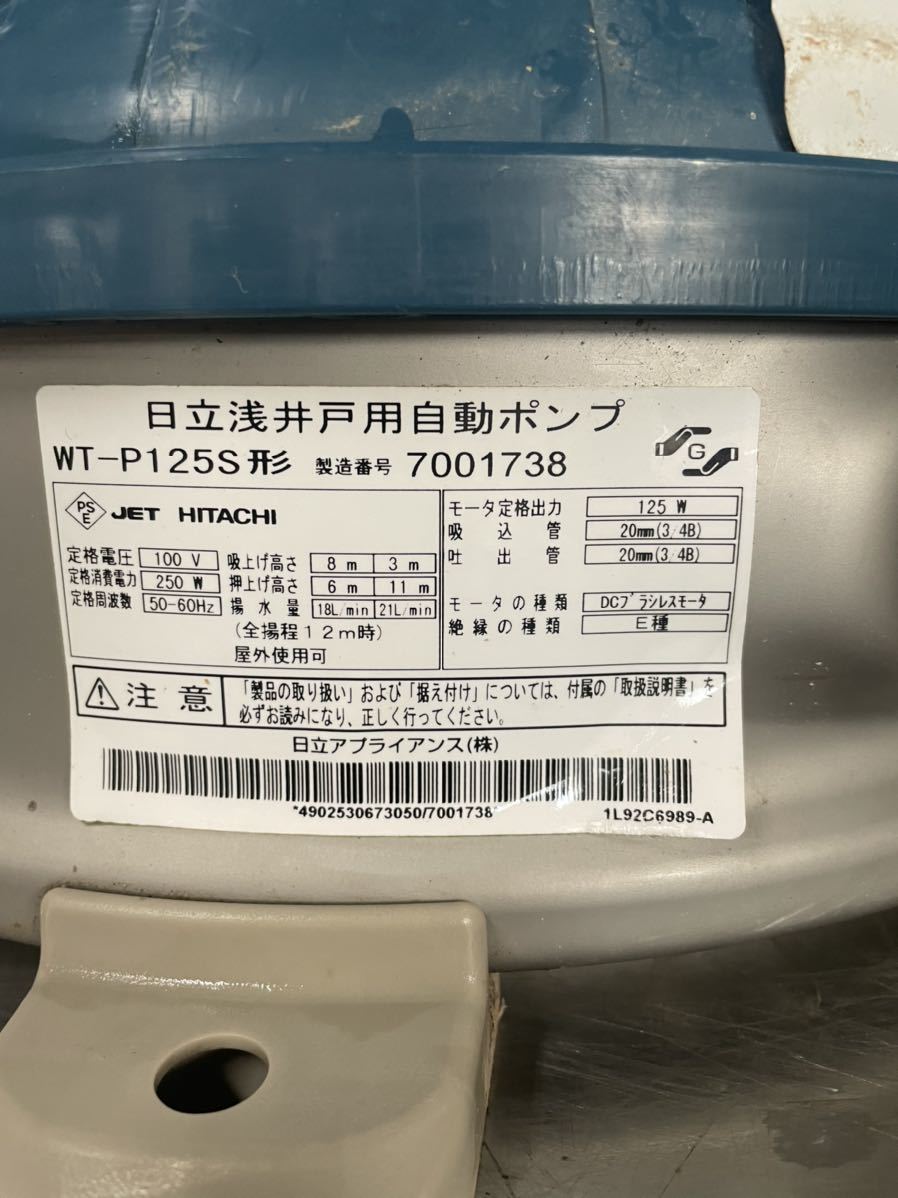 日立浅井戸用自動ポンプ
WT-P125S形 製造番号 7001738
G
PS E JET HITACHI
定格電圧 100 V 吸上げ高さ 8 m 3 m
定格消費電力 250 W 押上げ高さ 6 m 11 m
定格周波数 50-60Hz 揚水量 18L/min 21L/min
(全揚程12m時)
屋外使用可
モータ定格出力 125 W
吸込管 20mm(3/4B)
吐出管 20mm(3/4B)
モータの種類 DCブラシレスモータ
絶縁の種類 E種
注意 「製品の取り扱い」および「据え付け」については、付属の「取扱説明書」を
必ずお読みになり、正しく行ってください。
日立アプライアンス(株)
*4902530673050/7001738*
1L92C6989-A